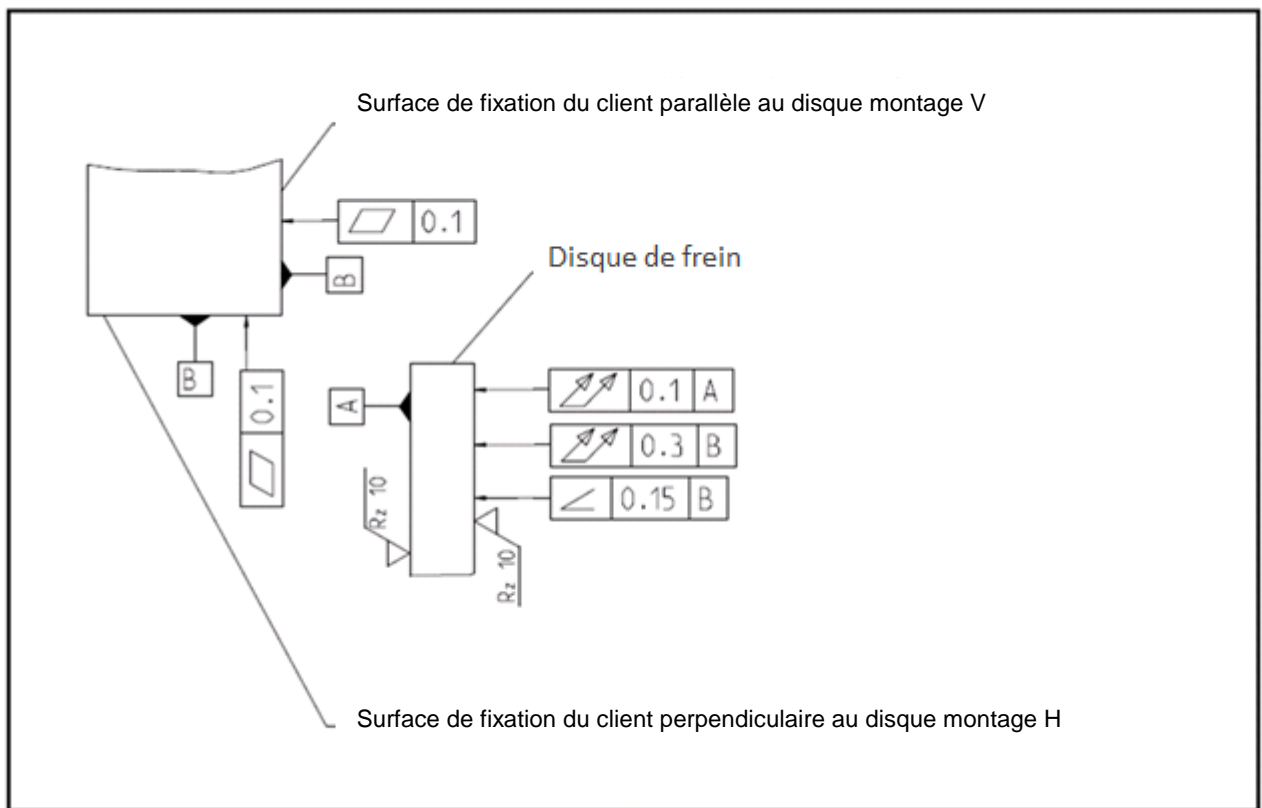 Surface de fixation du client parallèle au disque montage V
0.1
B
Disque de frein
B
0.1
A
0.1 A
0.3 B
0.15 B
Rz 10
Rz 10
Surface de fixation du client perpendiculaire au disque montage H